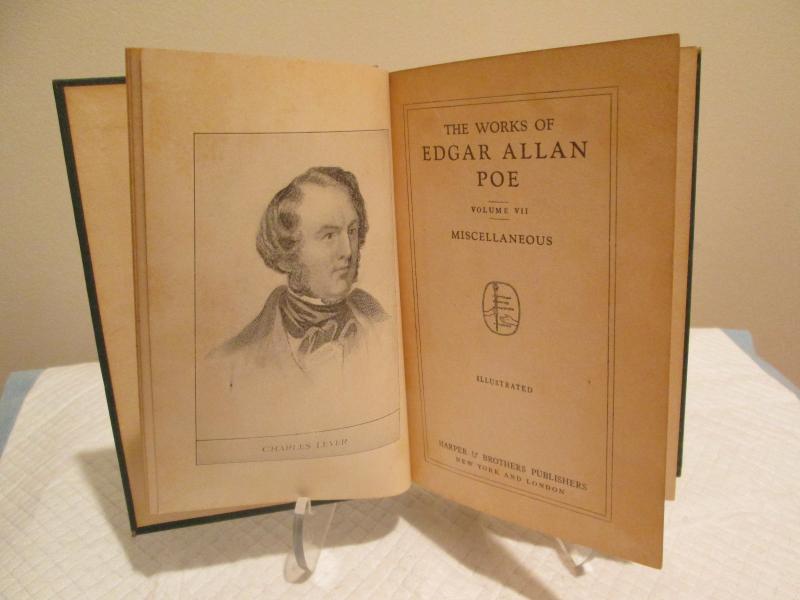 CHARLES LEVER
THE WORKS OF
EDGAR ALLAN
POE
VOLUME VII
MISCELLANEOUS
ILLUSTRATED
HARPER & BROTHERS PUBLISHERS
NEW YORK AND LONDON